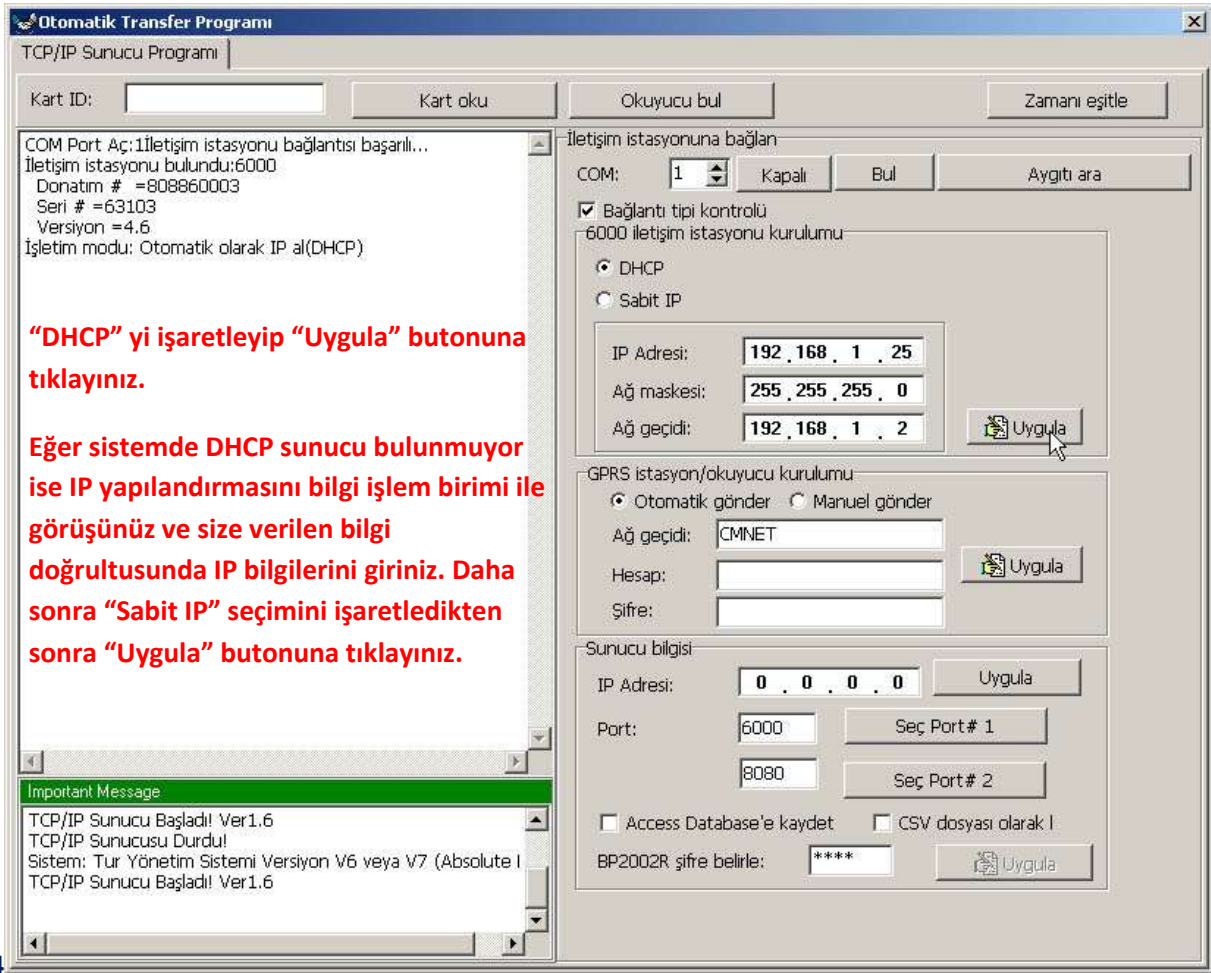 Otomatik Transfer Programı
TCP/IP Sunucu Programı
Kart ID:
Kart oku
Okuyucu bul
Zamanı eşitle
COM Port Aç:1İletişim istasyonu bağlantısı başarılı...
İletişim istasyonu bulundu:6000
Donatım # =808860003
Seri # =63103
Versiyon =4.6
İşletim modu: Otomatik olarak IP al(DHCP)
“DHCP” yi işaretleyip “Uygula” butonuna
tıklayınız.
Eğer sistemde DHCP sunucu bulunmuyor
ise IP yapılandırmasını bilgi işlem birimi ile
görüşünüz ve size verilen bilgi
doğrultusunda IP bilgilerini giriniz. Daha
sonra “Sabit IP” seçimini işaretledikten
sonra “Uygula” butonuna tıklayınız.
Important Message
TCP/IP Sunucu Başladı! Ver1.6
TCP/IP Sunucusu Durdu!
Sistem: Tur Yönetim Sistemi Versiyon V6 veya V7 (Absolute I
TCP/IP Sunucu Başladı! Ver1.6
İletişim istasyonuna bağlan
COM: 1 Kapalı Bul Aygıtı ara
Bağlantı tipi kontrolü
6000 iletişim istasyonu kurulumu
DHCP
Sabit IP
IP Adresi: 192 . 168 . 1 . 25
Ağ maskesi: 255 . 255 . 255 . 0
Ağ geçidi: 192 . 168 . 1 . 2
Uygula
GPRS istasyon/okuyucu kurulumu
Otomatik gönder Manuel gönder
Ağ geçidi: CMNET
Hesap:
Uygula
Şifre:
Sunucu bilgisi
IP Adresi: 0 . 0 . 0 . 0 Uygula
Port: 6000 Seç Port# 1
8080 Seç Port# 2
Access Database'e kaydet CSV dosyası olarak l
BP2002R şifre belirle: **** Uygula